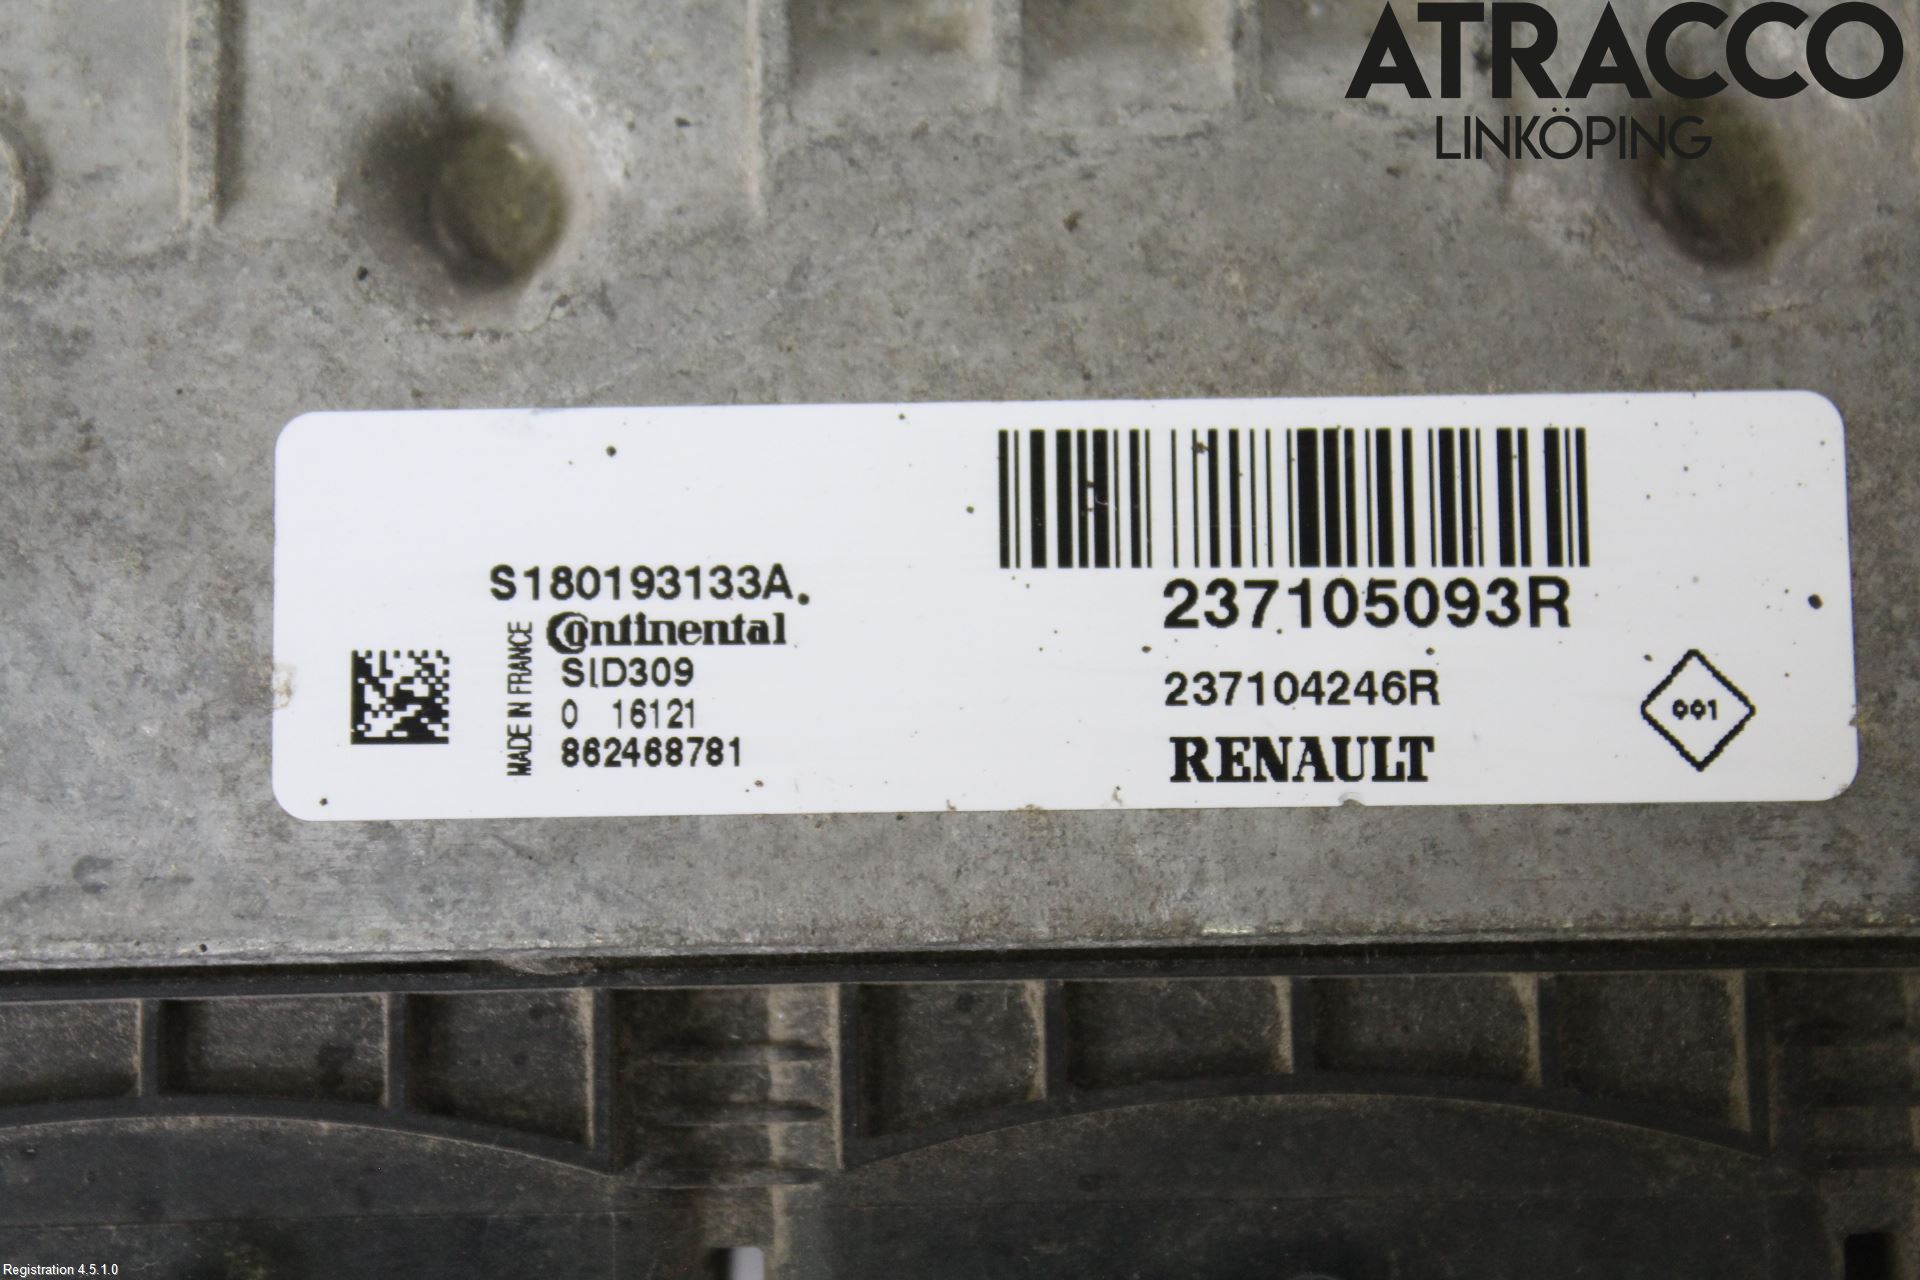 ATRACCO
LINKÖPING
S180193133A.
Continental
MADE IN FRANCE
SID309
0 16121
862468781
237105093R
237104246R
RENAULT
001
Registration 4.5.1.0